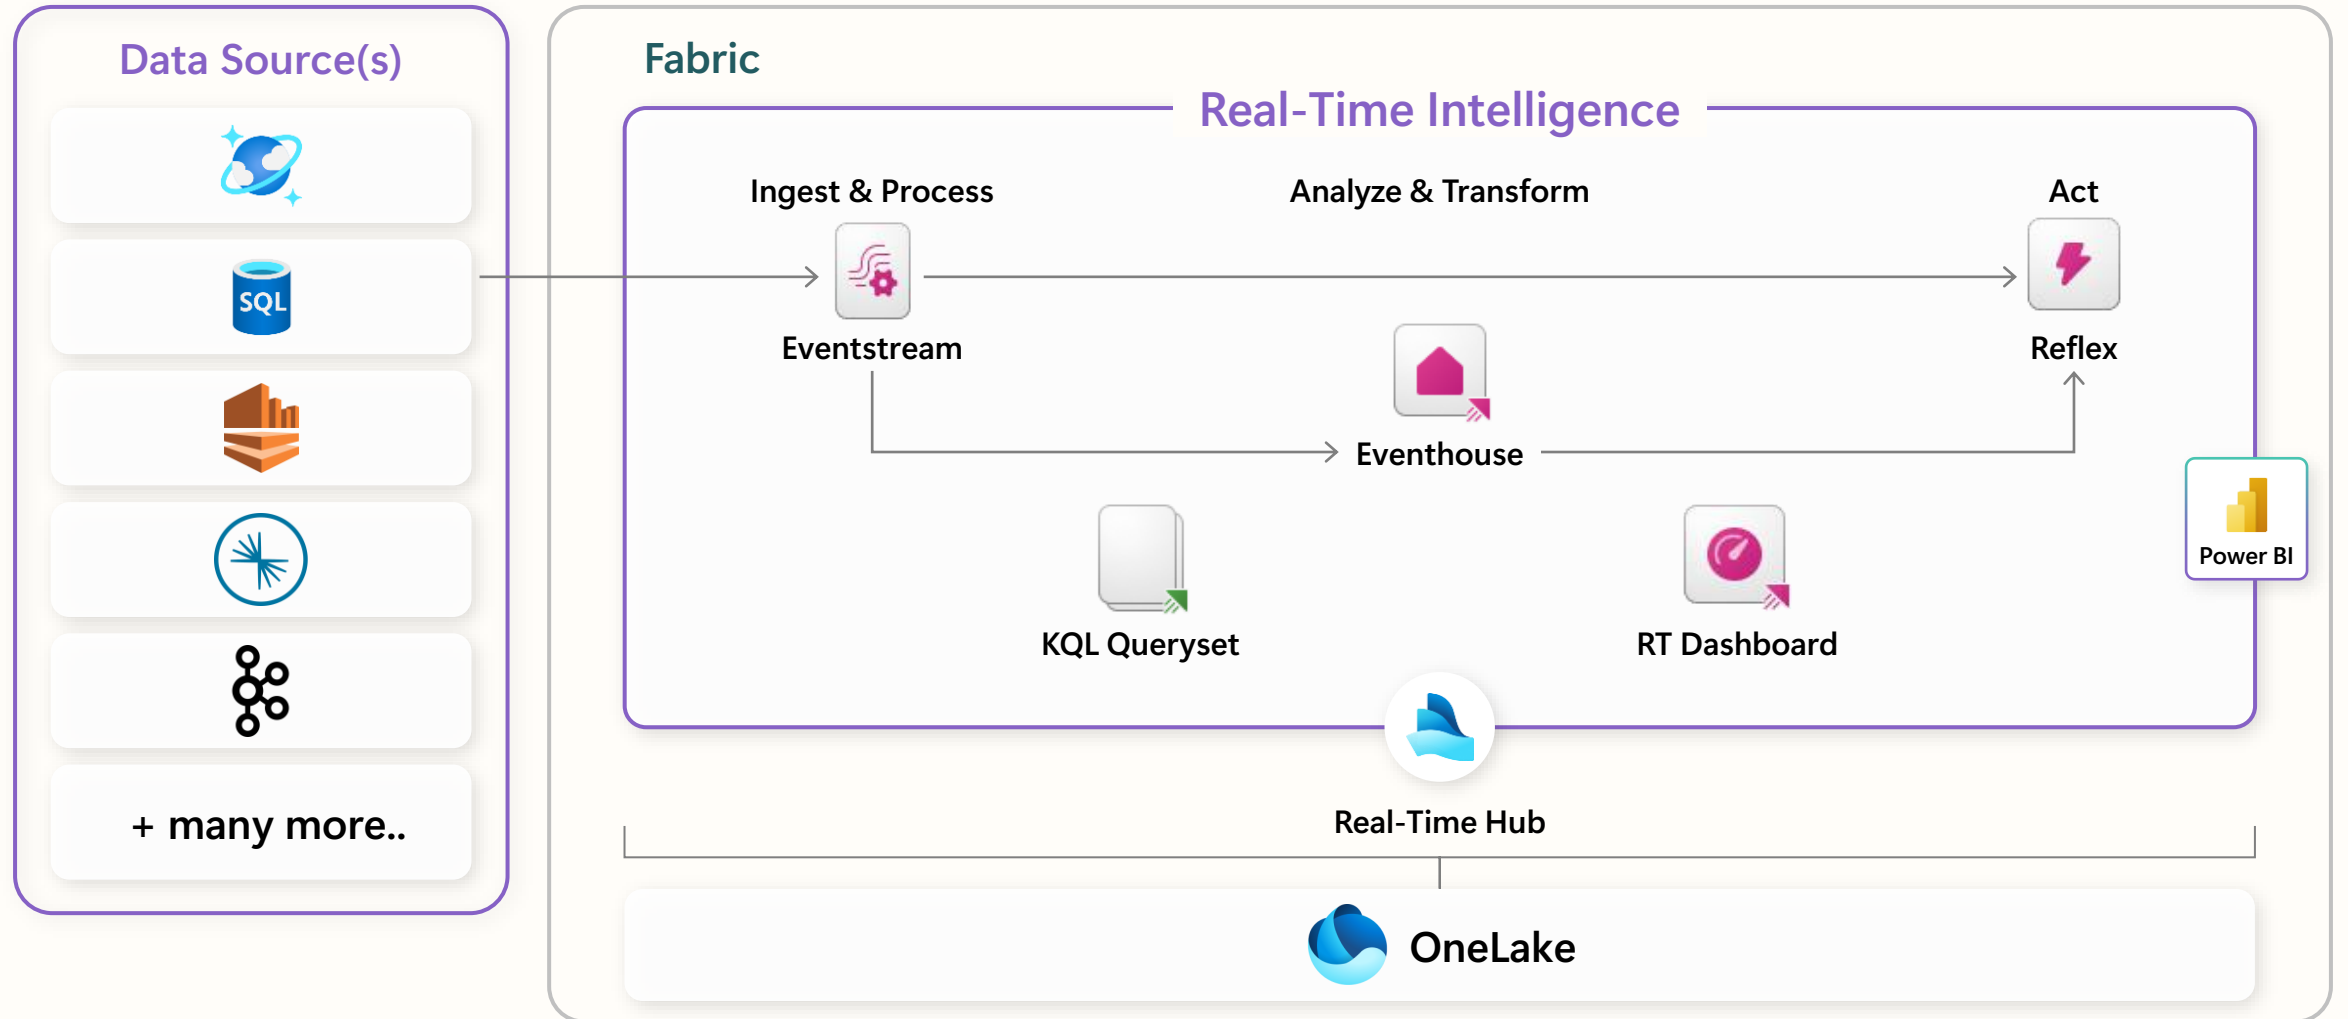 Data Source(s)
SQL
+ many more..
Fabric
Real-Time Intelligence
Ingest & Process
Analyze & Transform
Act
Eventstream
Reflex
Eventhouse
Power BI
KQL Queryset
RT Dashboard
Real-Time Hub
OneLake